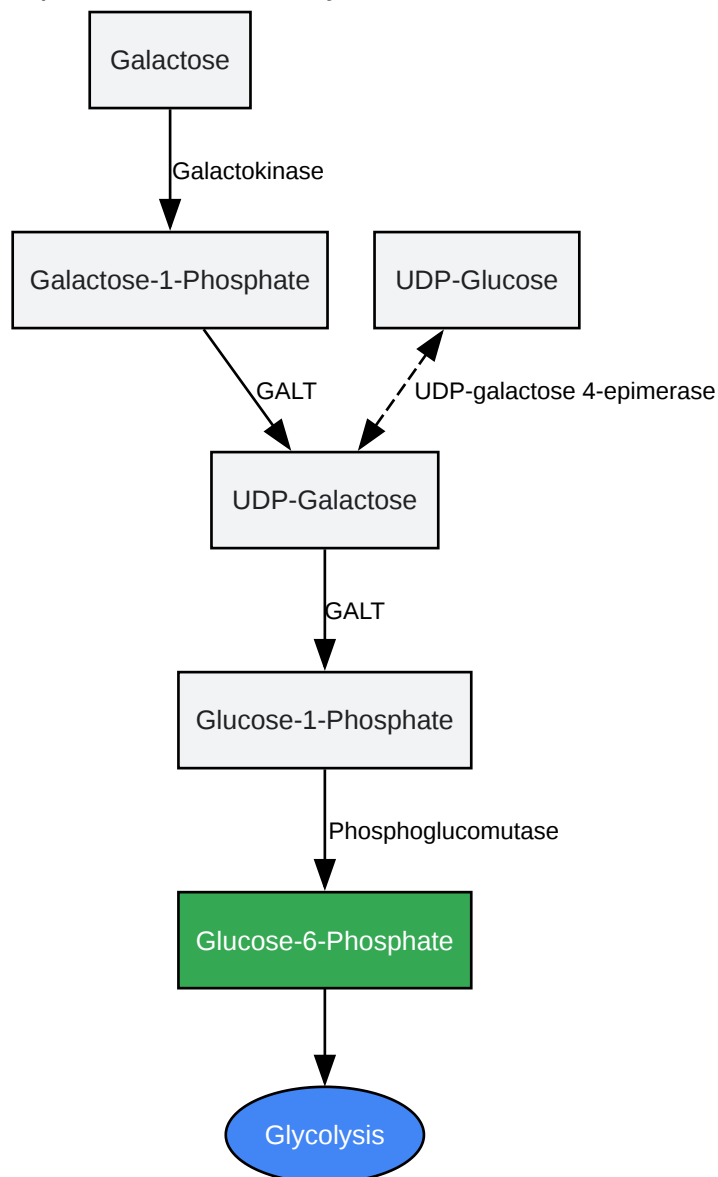 Galactose
Galactokinase
Galactose-1-Phosphate
UDP-Glucose
GALT
UDP-galactose 4-epimerase
UDP-Galactose
GALT
Glucose-1-Phosphate
Phosphoglucomutase
Glucose-6-Phosphate
Glycolysis